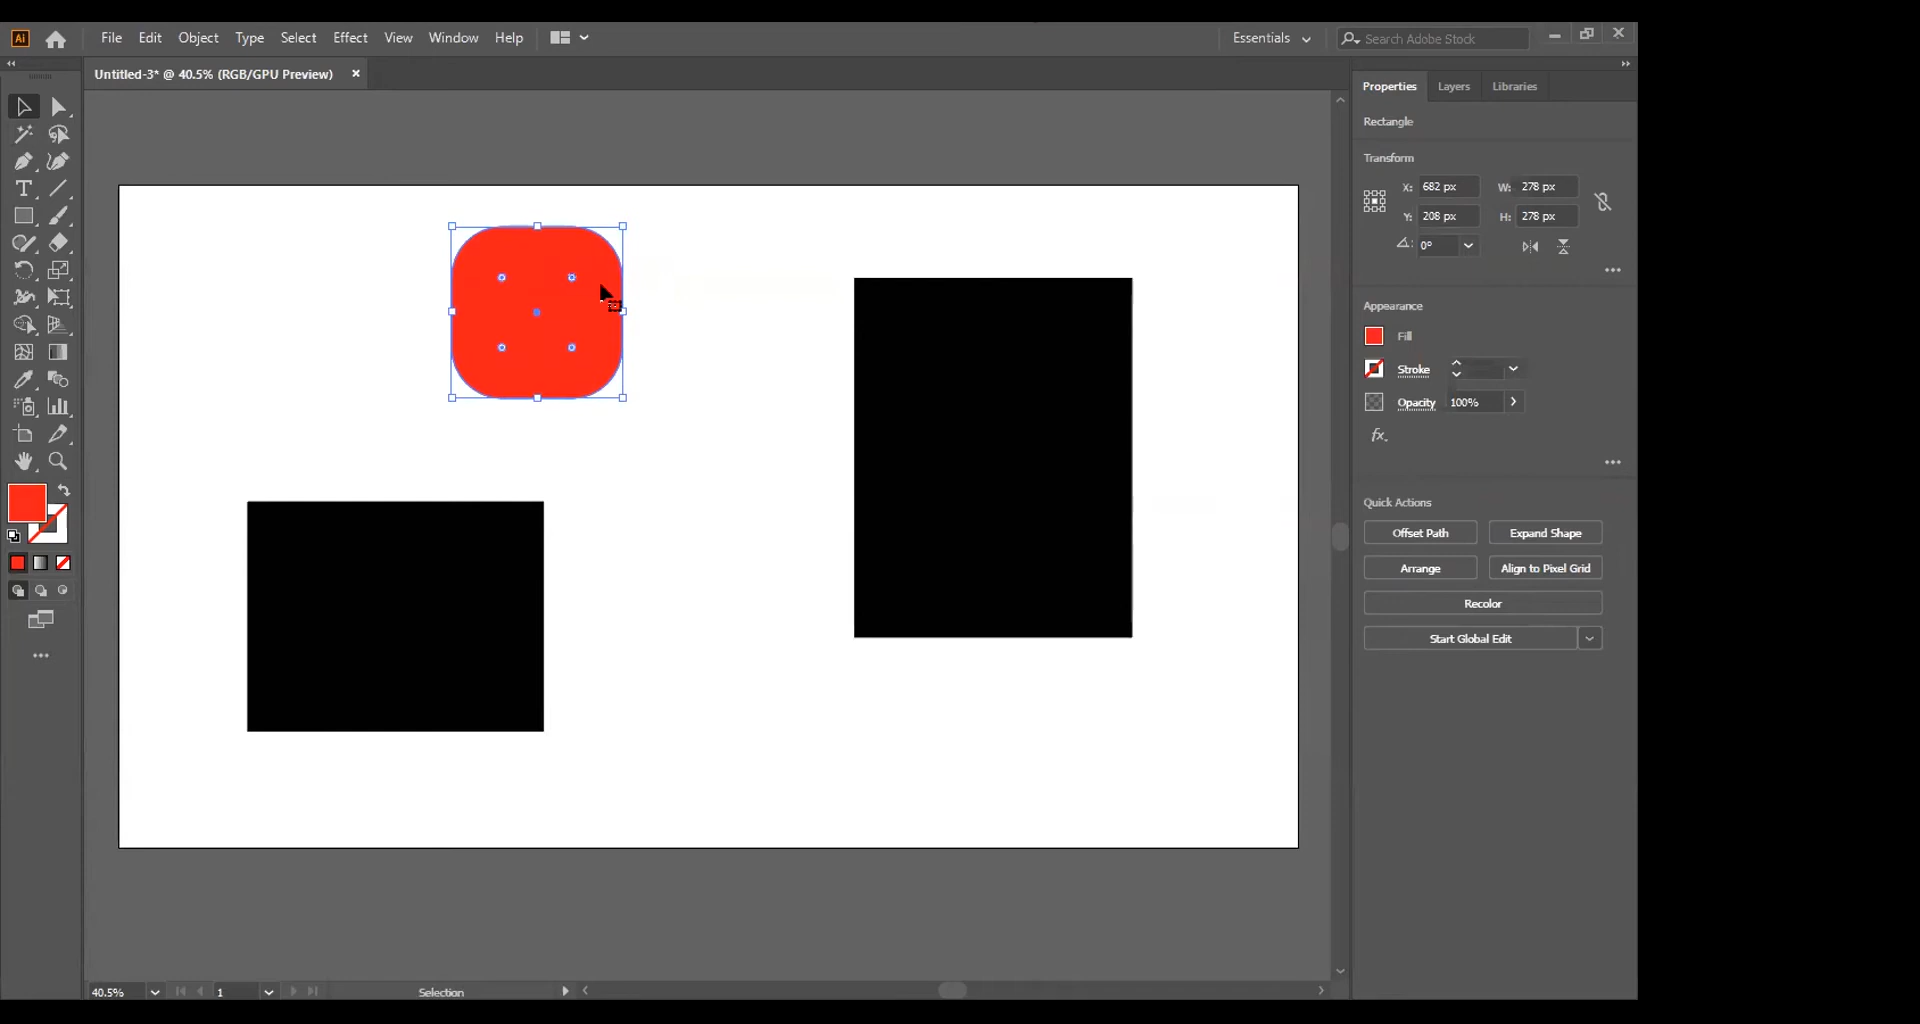 Ai File Edit Object Type Select Effect View Window Help Essentials Search Adobe Stock
Untitled-3* @ 40.5% (RGB/GPU Preview) ×
Properties Layers Libraries
Rectangle
Transform
X: 682 px W: 278 px
Y: 208 px H: 278 px
0°
Appearance
Fill
Stroke
Opacity 100%
fx.
Quick Actions
Offset Path Expand Shape
Arrange Align to Pixel Grid
Recolor
Start Global Edit
40.5% 1 Selection